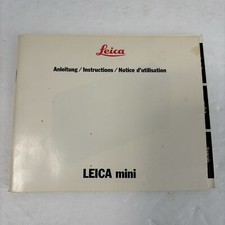 Leica
Anleitung / Instructions / Notice d'utilisation
LEICA mini